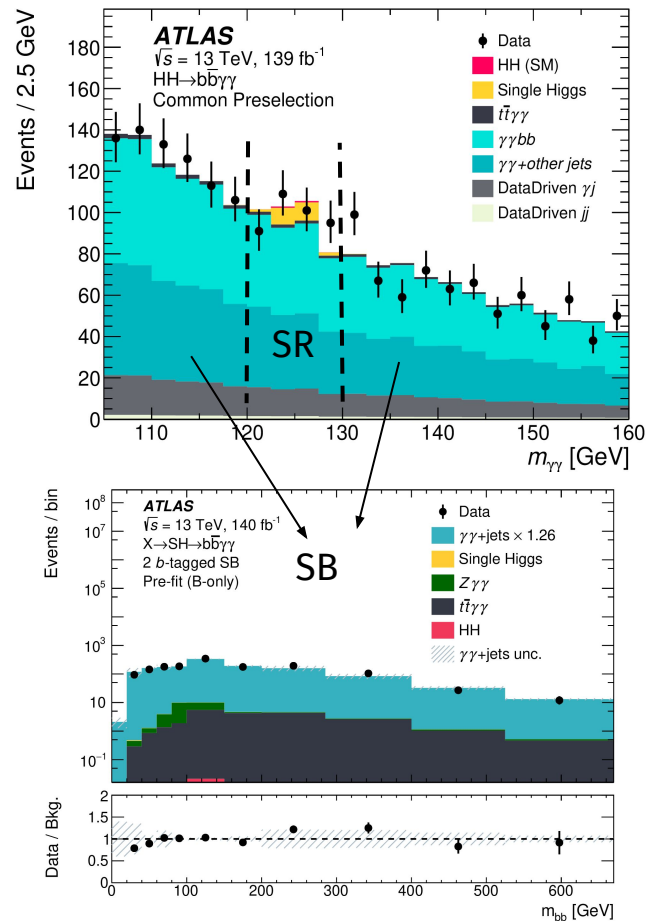 ATLAS
√s = 13 TeV, 139 fb⁻¹
HH→bb̄γγ
Common Preselection
Data
HH (SM)
Single Higgs
tt̄γγ
γγbb
γγ+other jets
DataDriven γj
DataDriven jj
Events / 2.5 GeV
180
160
140
120
100
80
60
40
20
0
SR
110 120 130 140 150 160
m_γγ [GeV]
ATLAS
√s = 13 TeV, 140 fb⁻¹
X→SH→bb̄γγ
2 b-tagged SB
Pre-fit (B-only)
SB
Data
γγ+jets × 1.26
Single Higgs
Zγγ
tt̄γγ
HH
γγ+jets unc.
Events / bin
10⁸
10⁷
10⁵
10³
10
10⁻¹
Data / Bkg.
2
1.5
1
0.5
0
0 100 200 300 400 500 600
m_bb [GeV]